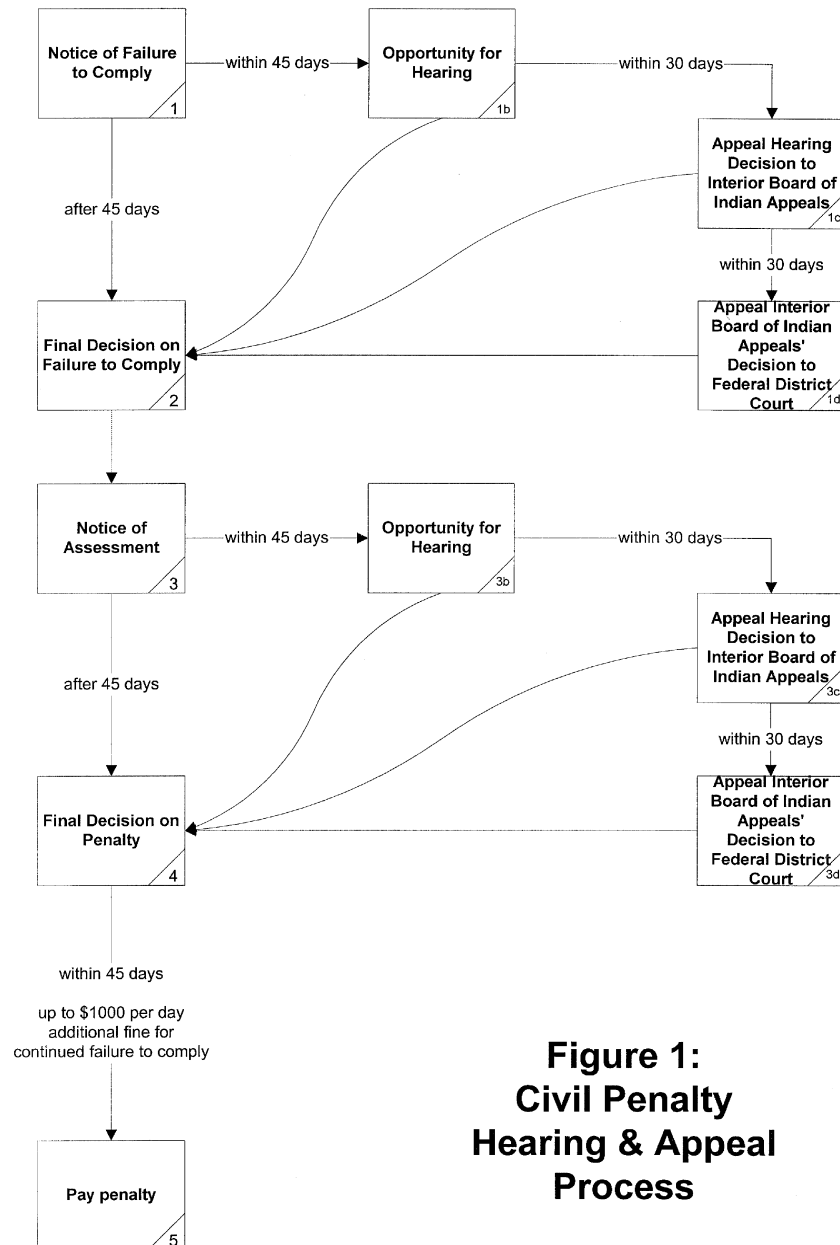 Notice of Failure
to Comply
1
within 45 days
Opportunity for
Hearing
1b
within 30 days
Appeal Hearing
Decision to
Interior Board of
Indian Appeals
1c
after 45 days
within 30 days
Final Decision on
Failure to Comply
2
Appeal Interior
Board of Indian
Appeals'
Decision to
Federal District
Court
1d
Notice of
Assessment
3
within 45 days
Opportunity for
Hearing
3b
within 30 days
Appeal Hearing
Decision to
Interior Board of
Indian Appeals
3c
after 45 days
within 30 days
Final Decision on
Penalty
4
Appeal Interior
Board of Indian
Appeals'
Decision to
Federal District
Court
3d
within 45 days
up to $1000 per day
additional fine for
continued failure to comply
Pay penalty
5
Figure 1:
Civil Penalty
Hearing & Appeal
Process